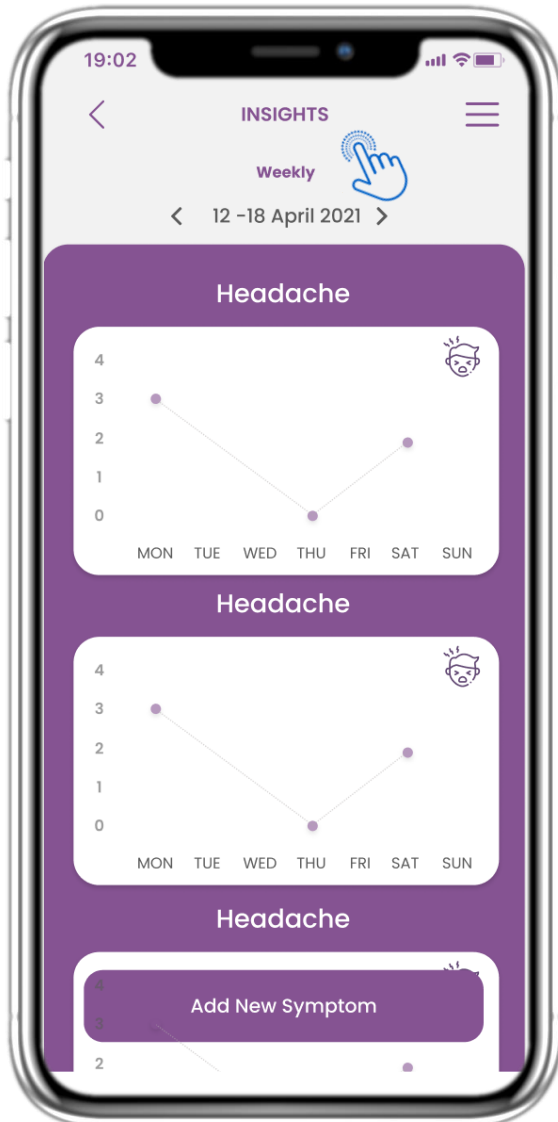 19:02
INSIGHTS
Weekly
12 -18 April 2021
Headache
4
3
2
1
0
MON TUE WED THU FRI SAT SUN
Headache
4
3
2
1
0
MON TUE WED THU FRI SAT SUN
Headache
4
Add New Symptom
3
2